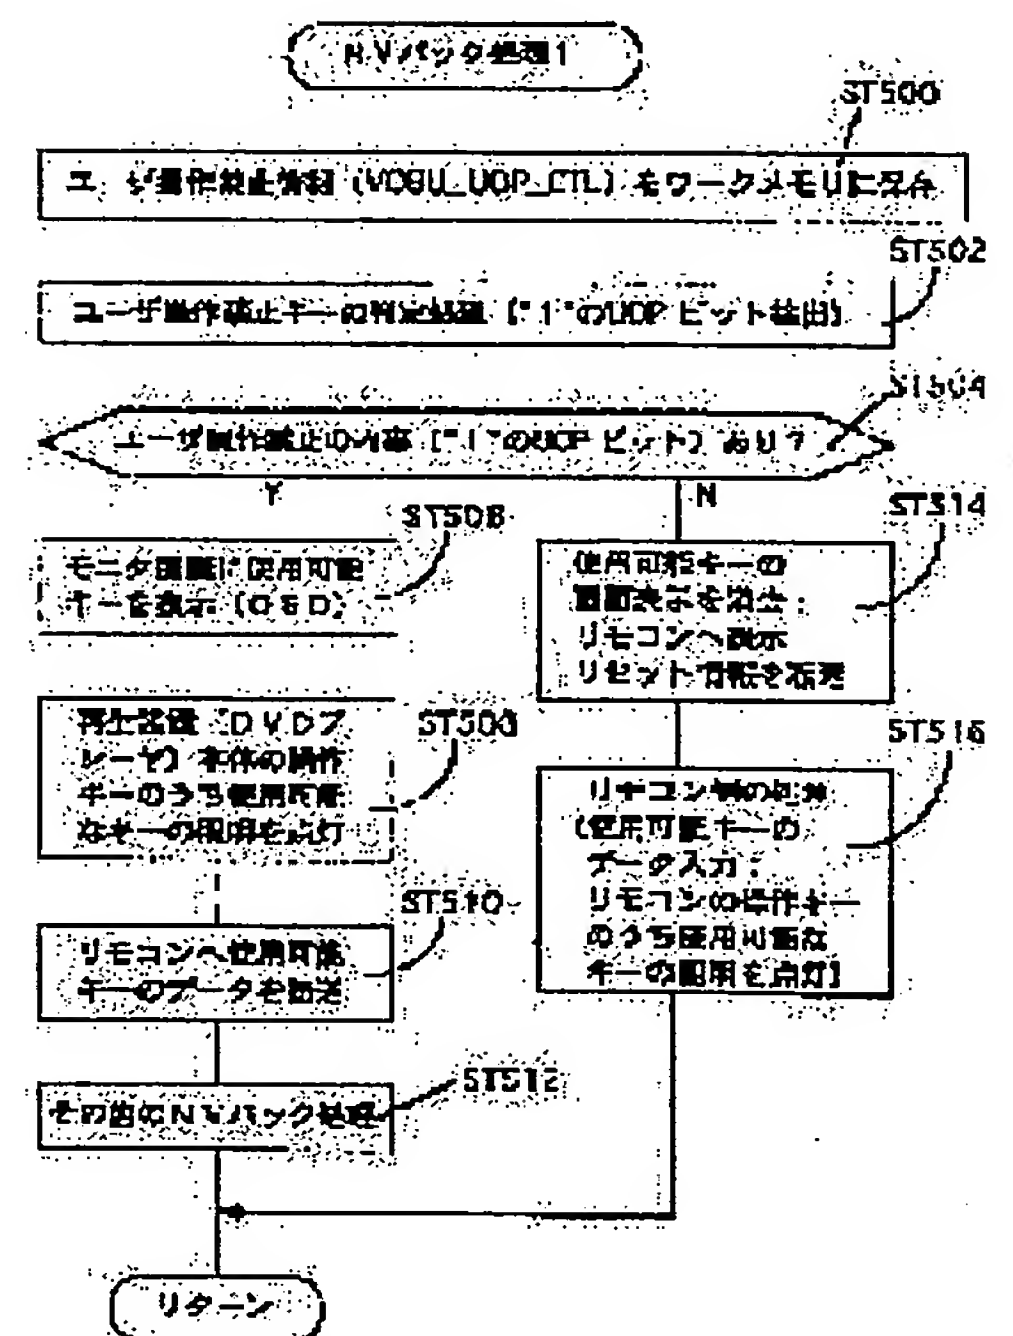 NVパック処理1
ST500
ユーザ操作禁止情報 (VOBU_UOP_CTL) をワークメモリに保存
ST502
ユーザ操作禁止キーの判定処理 ("1"のUOP ビット抽出)
ST504
ユーザ操作禁止の内容 ("1"のUOP ビット) あり?
Y
N
ST508
モニタ画面に使用可能
キーを表示 (OSD)
ST514
使用可能キーの
画面表示を消去;
リモコンへ表示
リセット情報を転送
再生装置 (DVDプ
レーヤ) 本体の操作
キーのうち使用可能
なキーの照明を点灯
ST516
リモコン側の処理
(使用可能キーの
データ入力;
リモコンの操作キー
のうち使用可能な
キーの照明を点灯)
ST510
リモコンへ使用可能
キーのデータを転送
ST512
その他のNVパック処理
リターン